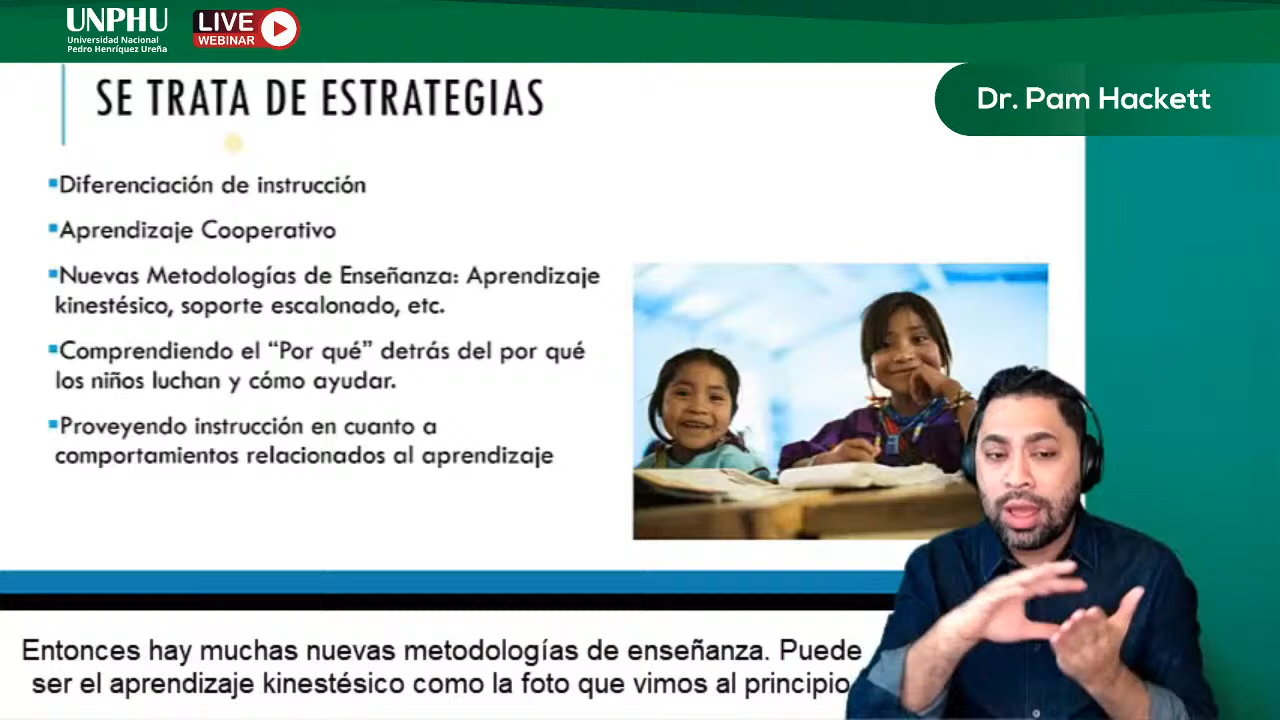 UNPHU
Universidad Nacional
Pedro Henríquez Ureña
LIVE
WEBINAR
SE TRATA DE ESTRATEGIAS
Dr. Pam Hackett
▪Diferenciación de instrucción
▪Aprendizaje Cooperativo
▪Nuevas Metodologías de Enseñanza: Aprendizaje
kinestésico, soporte escalonado, etc.
▪Comprendiendo el “Por qué” detrás del por qué
los niños luchan y cómo ayudar.
▪Proveyendo instrucción en cuanto a
comportamientos relacionados al aprendizaje
Entonces hay muchas nuevas metodologías de enseñanza. Puede
ser el aprendizaje kinestésico como la foto que vimos al principio